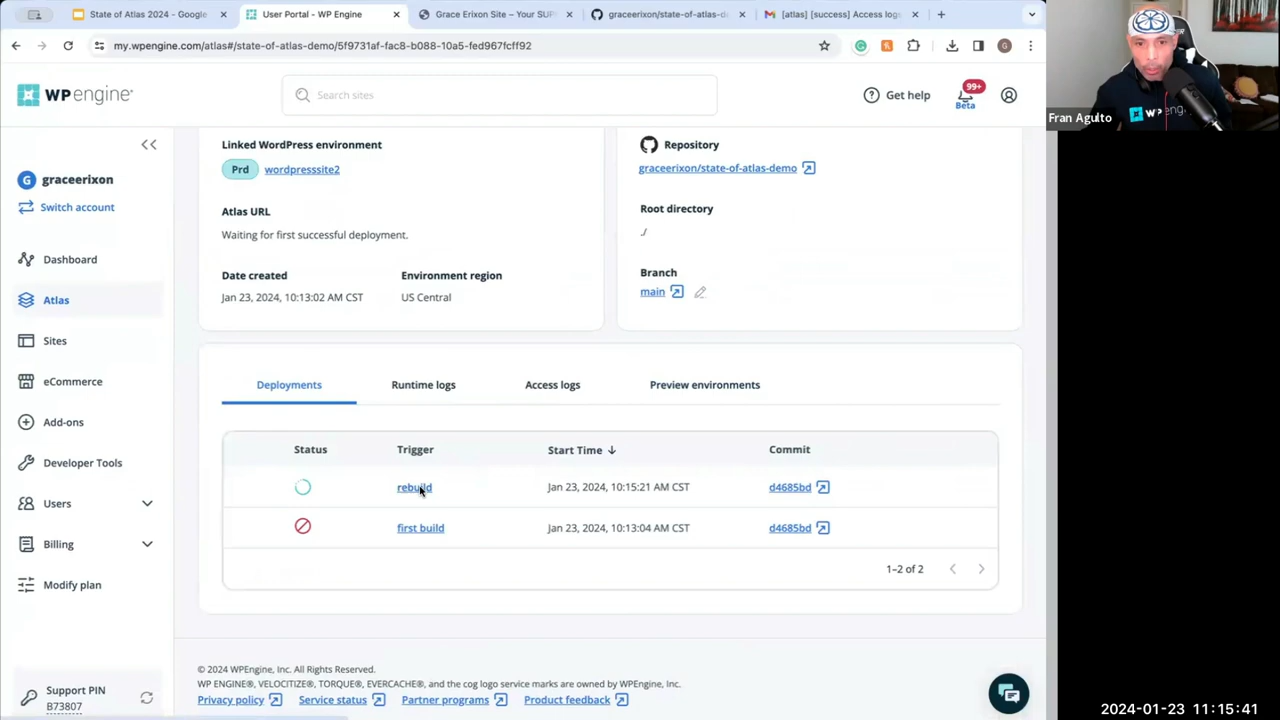 State of Atlas 2024 - Google
User Portal - WP Engine
Grace Erixon Site – Your SUP
graceerixon/state-of-atlas-d
[atlas] [success] Access logs
my.wpengine.com/atlas#/state-of-atlas-demo/5f9731af-fac8-b088-10a5-fed967fcff92
G
WP engine®
Search sites
Get help
99+
Beta
Fran Agulto
WP eng
G graceerixon
Switch account
Dashboard
Atlas
Sites
eCommerce
Add-ons
Developer Tools
Users
Billing
Modify plan
Support PIN
B73807
Linked WordPress environment
Prd wordpresssite2
Atlas URL
Waiting for first successful deployment.
Date created Environment region
Jan 23, 2024, 10:13:02 AM CST US Central
Repository
graceerixon/state-of-atlas-demo
Root directory
./
Branch
main
Deployments Runtime logs Access logs Preview environments
Status Trigger Start Time ↓ Commit
rebuild Jan 23, 2024, 10:15:21 AM CST d4685bd
first build Jan 23, 2024, 10:13:04 AM CST d4685bd
1–2 of 2
© 2024 WPEngine, Inc. All Rights Reserved.
WP ENGINE®, VELOCITIZE®, TORQUE®, EVERCACHE®, and the cog logo service marks are owned by WPEngine, Inc.
Privacy policy Service status Partner programs Product feedback
2024-01-23 11:15:41